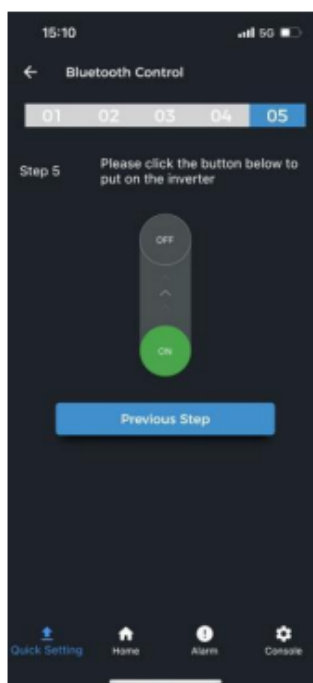 15:10
5G
Bluetooth Control
01 02 03 04 05
Step 5
Please click the button below to
put on the inverter
OFF
ON
Previous Step
Quick Setting Home Alarm Console